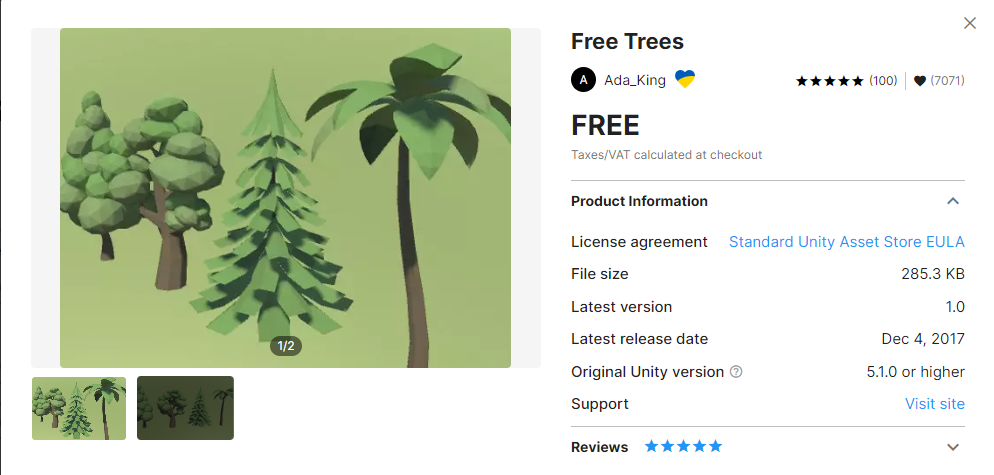 Free Trees
A Ada_King
(100) (7071)
FREE
Taxes/VAT calculated at checkout
Product Information
License agreement Standard Unity Asset Store EULA
File size 285.3 KB
Latest version 1.0
Latest release date Dec 4, 2017
Original Unity version ? 5.1.0 or higher
Support Visit site
Reviews
1/2